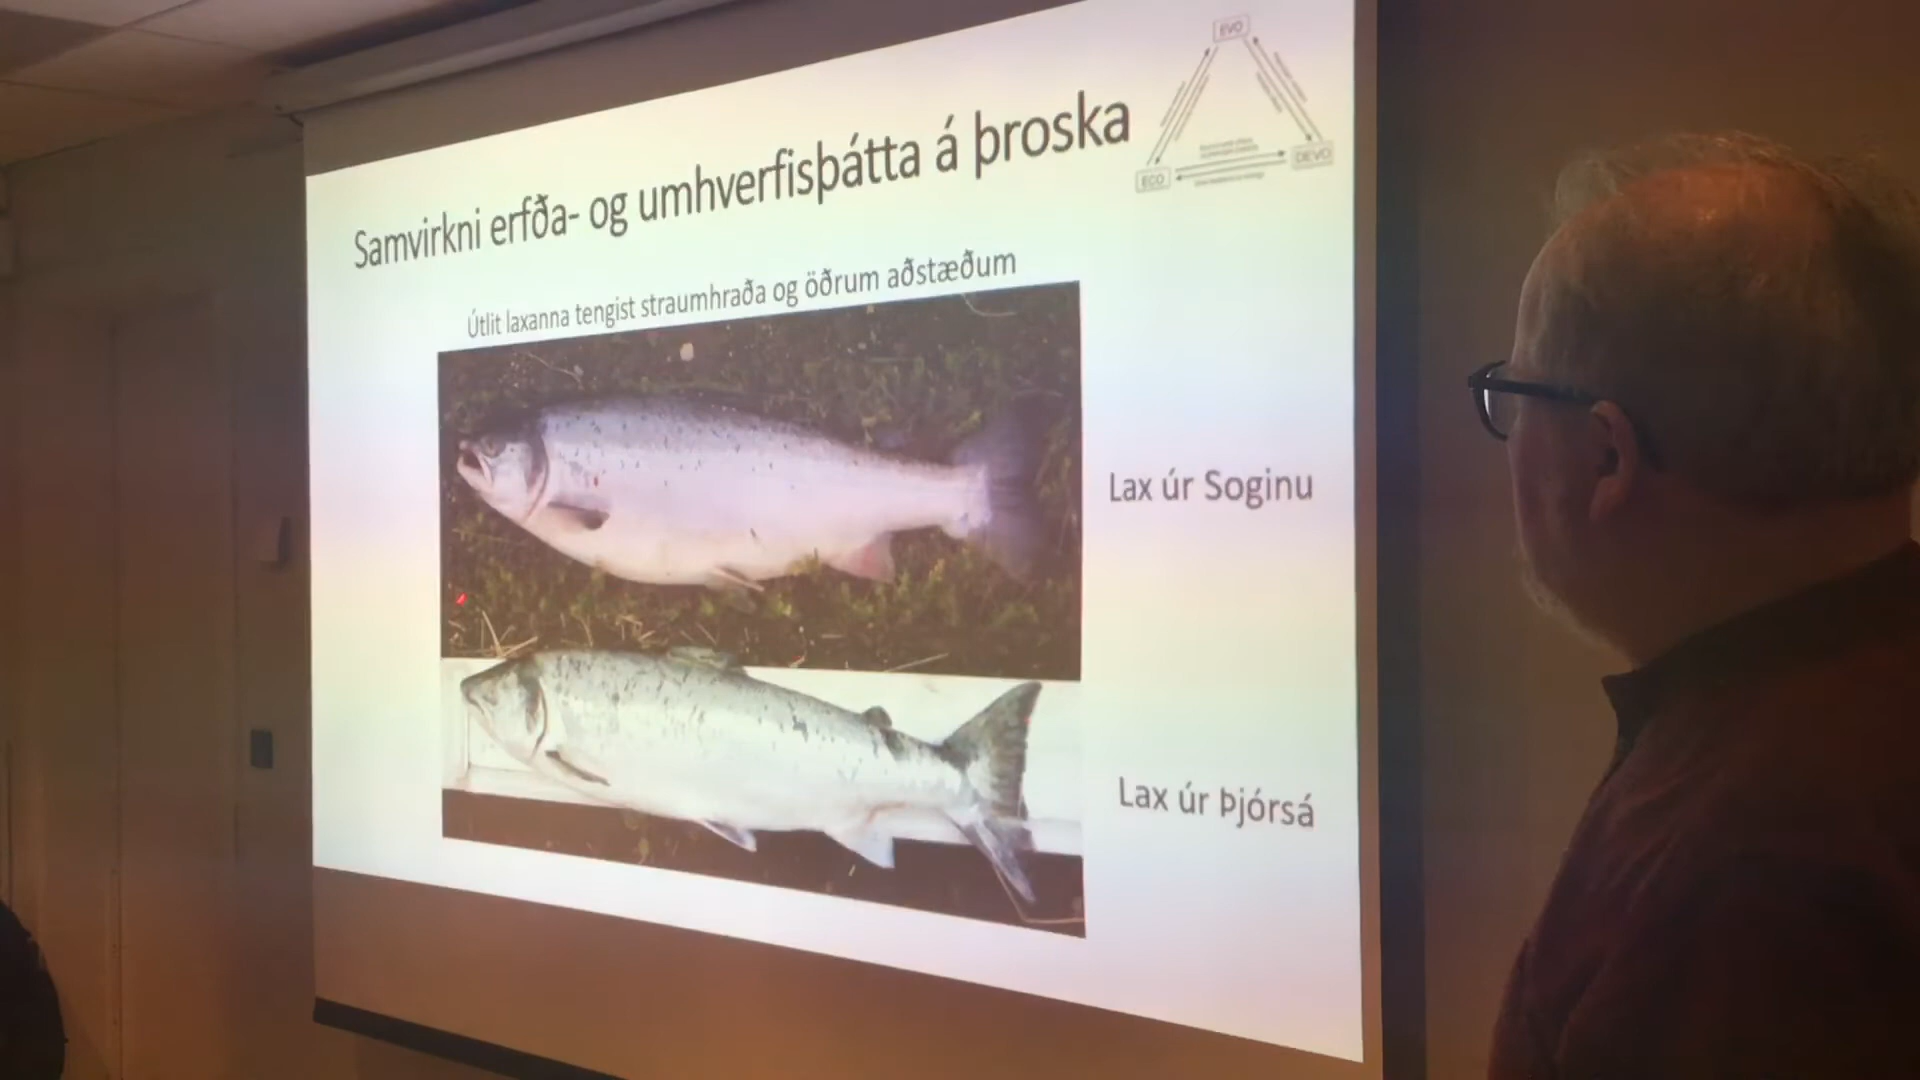 EVO
Samvirkni erfða- og umhverfisþátta á þroska
ECO
DEVO
Útlit laxanna tengist straumhraða og öðrum aðstæðum
Lax úr Soginu
Lax úr Þjórsá